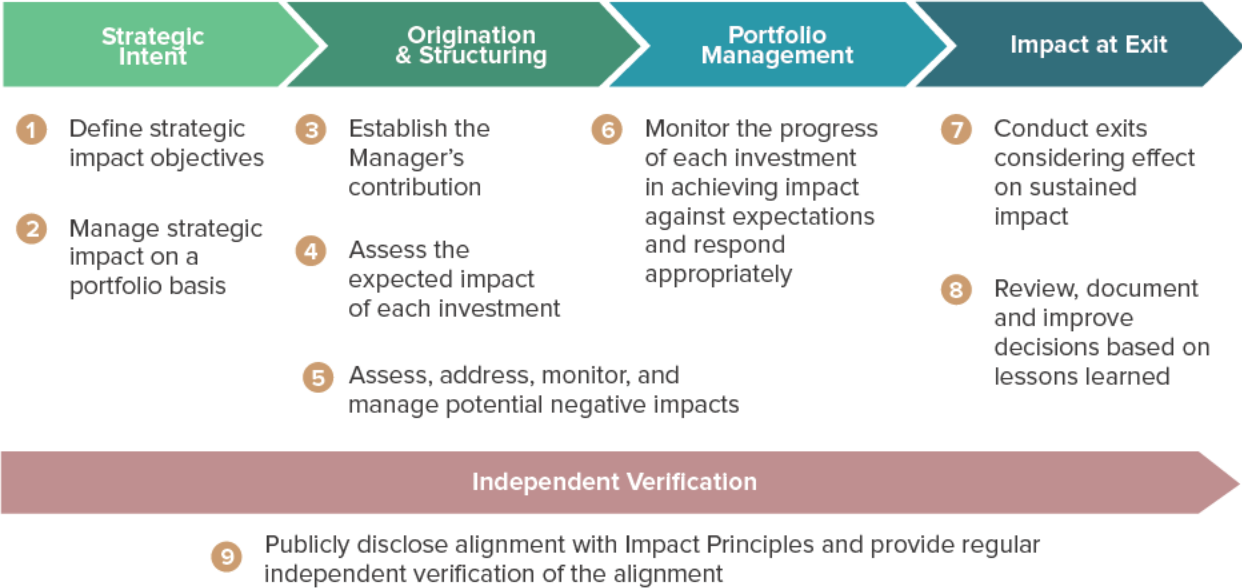 Strategic
Intent
Origination
& Structuring
Portfolio
Management
Impact at Exit
1 Define strategic
impact objectives
2 Manage strategic
impact on a
portfolio basis
3 Establish the
Manager's
contribution
4 Assess the
expected impact
of each investment
5 Assess, address, monitor, and
manage potential negative impacts
6 Monitor the progress
of each investment
in achieving impact
against expectations
and respond
appropriately
7 Conduct exits
considering effect
on sustained
impact
8 Review, document
and improve
decisions based on
lessons learned
Independent Verification
9 Publicly disclose alignment with Impact Principles and provide regular
independent verification of the alignment